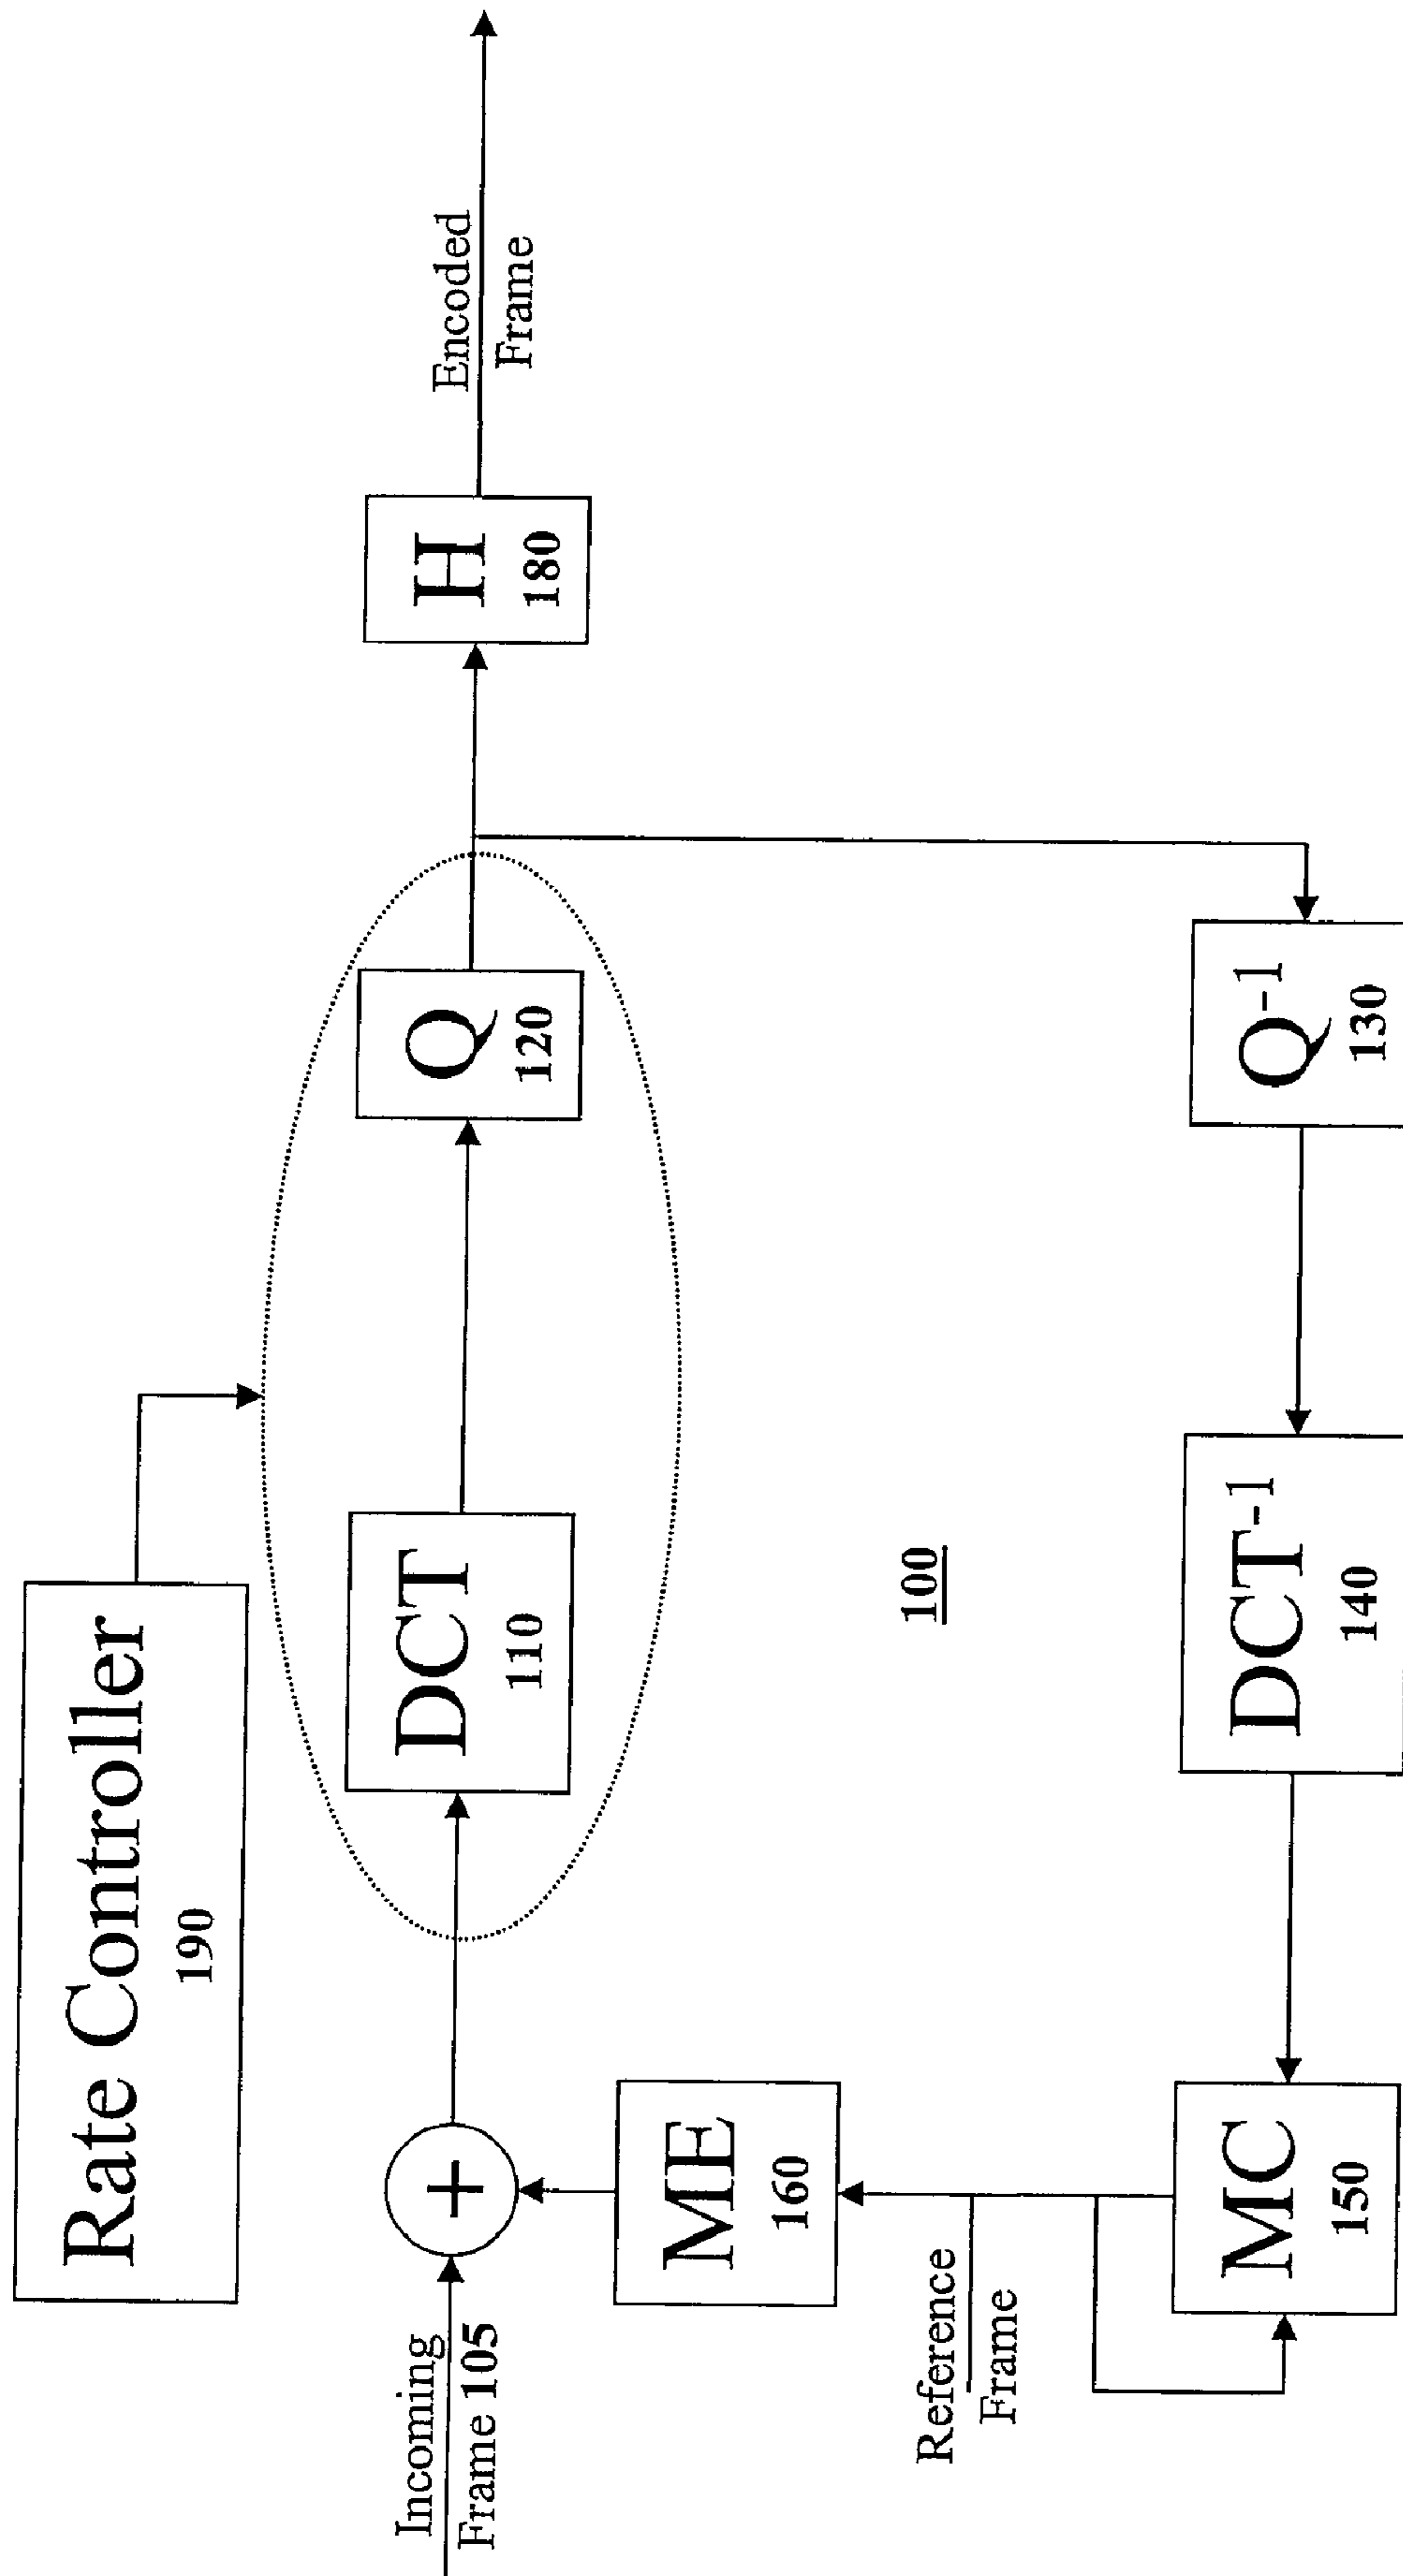 Rate Controller
190
Incoming
Frame 105
+
DCT
110
Q
120
H
180
Encoded
Frame
ME
160
100
Reference
Frame
MC
150
DCT-1
140
Q-1
130